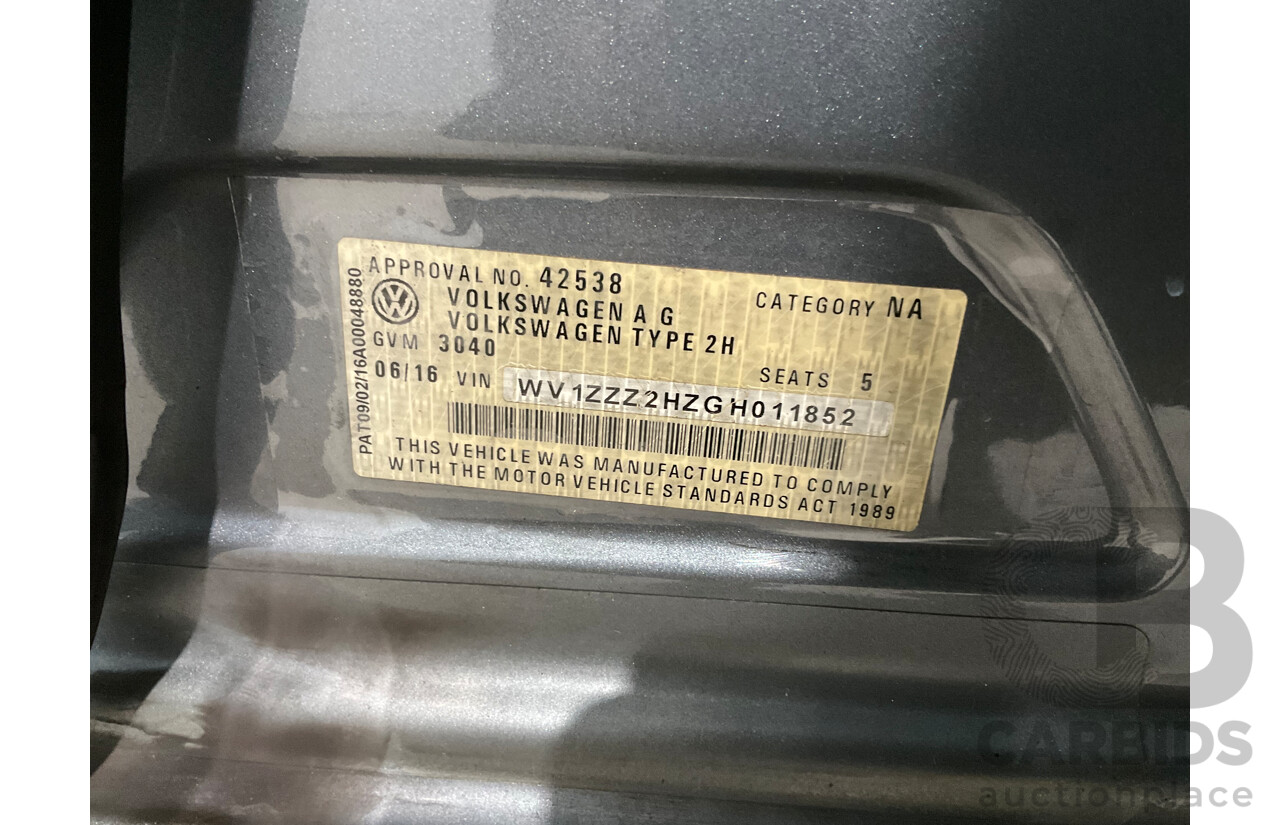 APPROVAL NO. 42538
CATEGORY NA
VOLKSWAGEN A G
VOLKSWAGEN TYPE 2H
GVM 3040
SEATS 5
06/16 VIN WV1ZZZ2HZGH011852
THIS VEHICLE WAS MANUFACTURED TO COMPLY
WITH THE MOTOR VEHICLE STANDARDS ACT 1989
PAT09/02/16A00048880
CARBIDS
auctionplace